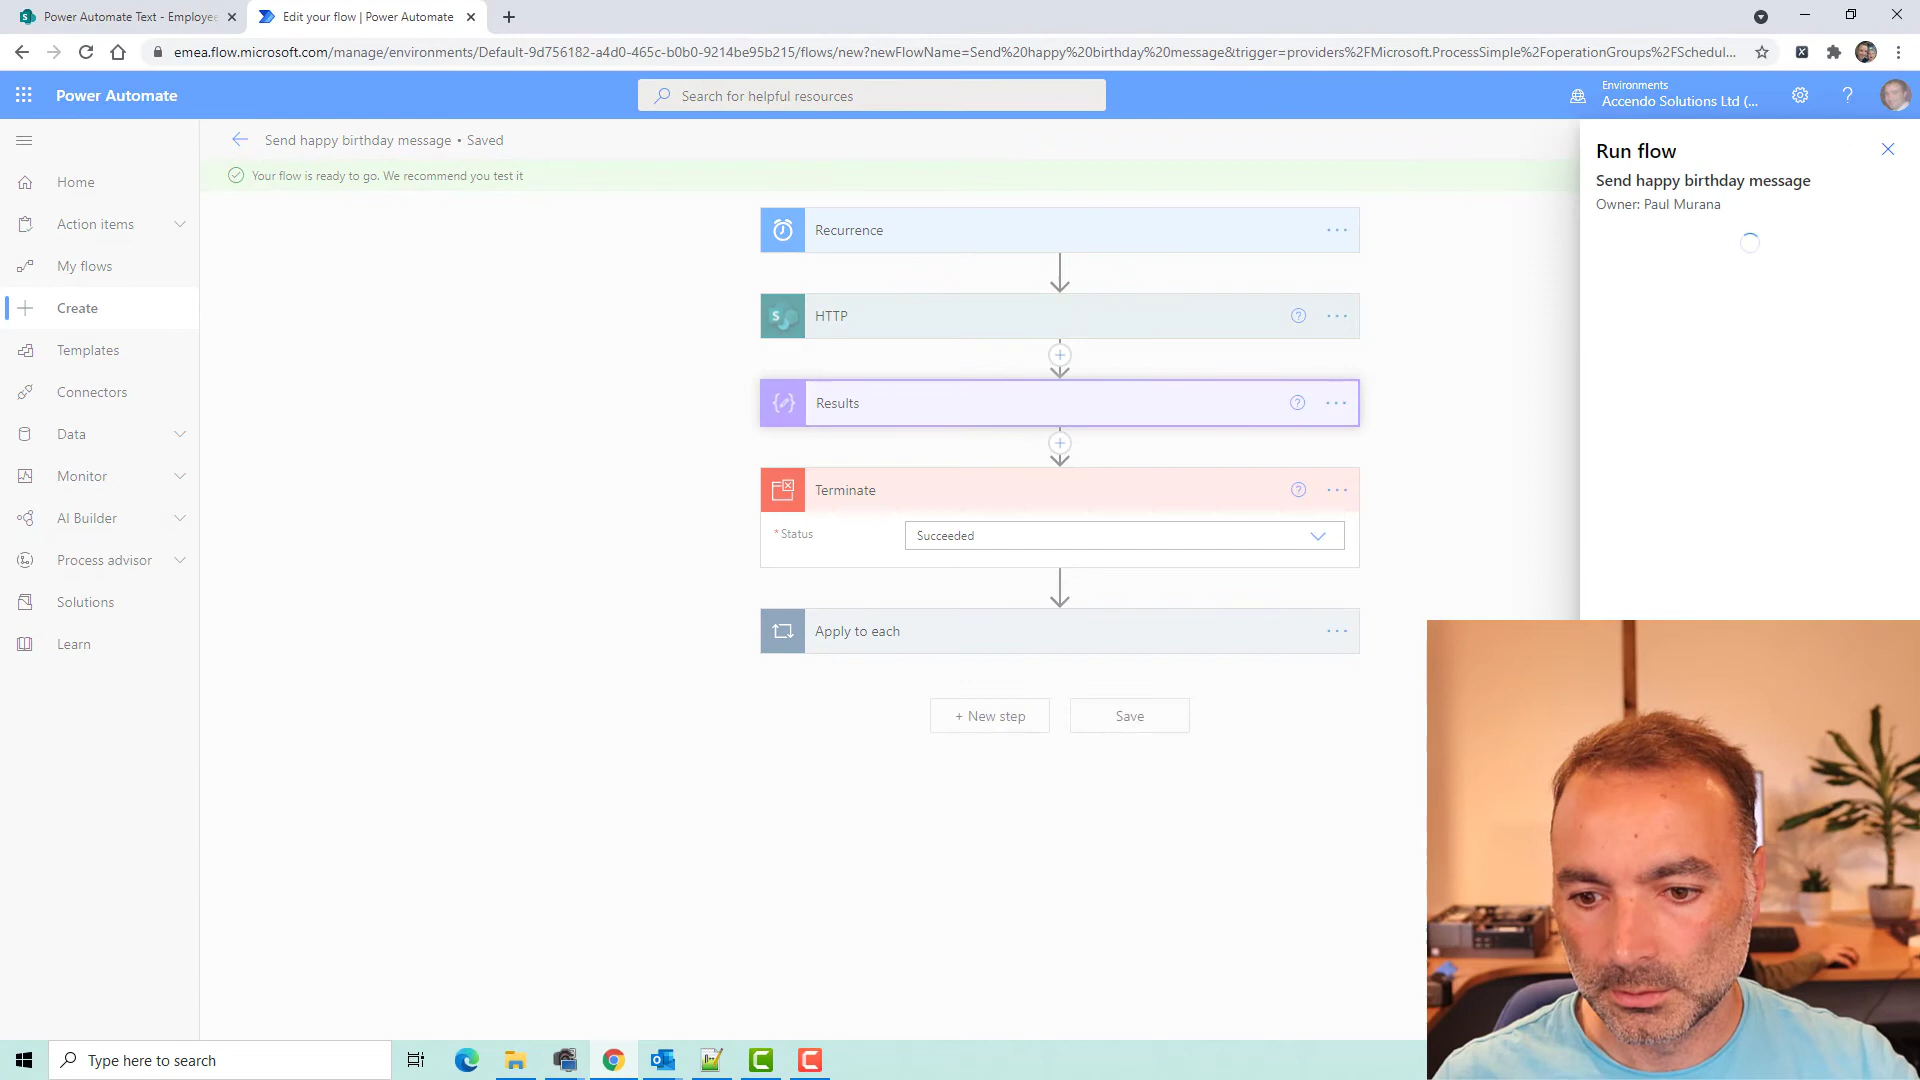 Power Automate Text - Employee
Edit your flow | Power Automate
emea.flow.microsoft.com/manage/environments/Default-9d756182-a4d0-465c-b0b0-9214be95b215/flows/new?newFlowName=Send%20happy%20birthday%20message&trigger=providers%2FMicrosoft.ProcessSimple%2FoperationGroups%2FSchedul...
Power Automate
Search for helpful resources
Environments
Accendo Solutions Ltd (...
Send happy birthday message • Saved
Your flow is ready to go. We recommend you test it
Home
Action items
My flows
Create
Templates
Connectors
Data
Monitor
AI Builder
Process advisor
Solutions
Learn
Recurrence
HTTP
Results
Terminate
* Status
Succeeded
Apply to each
+ New step
Save
Run flow
Send happy birthday message
Owner: Paul Murana
Type here to search